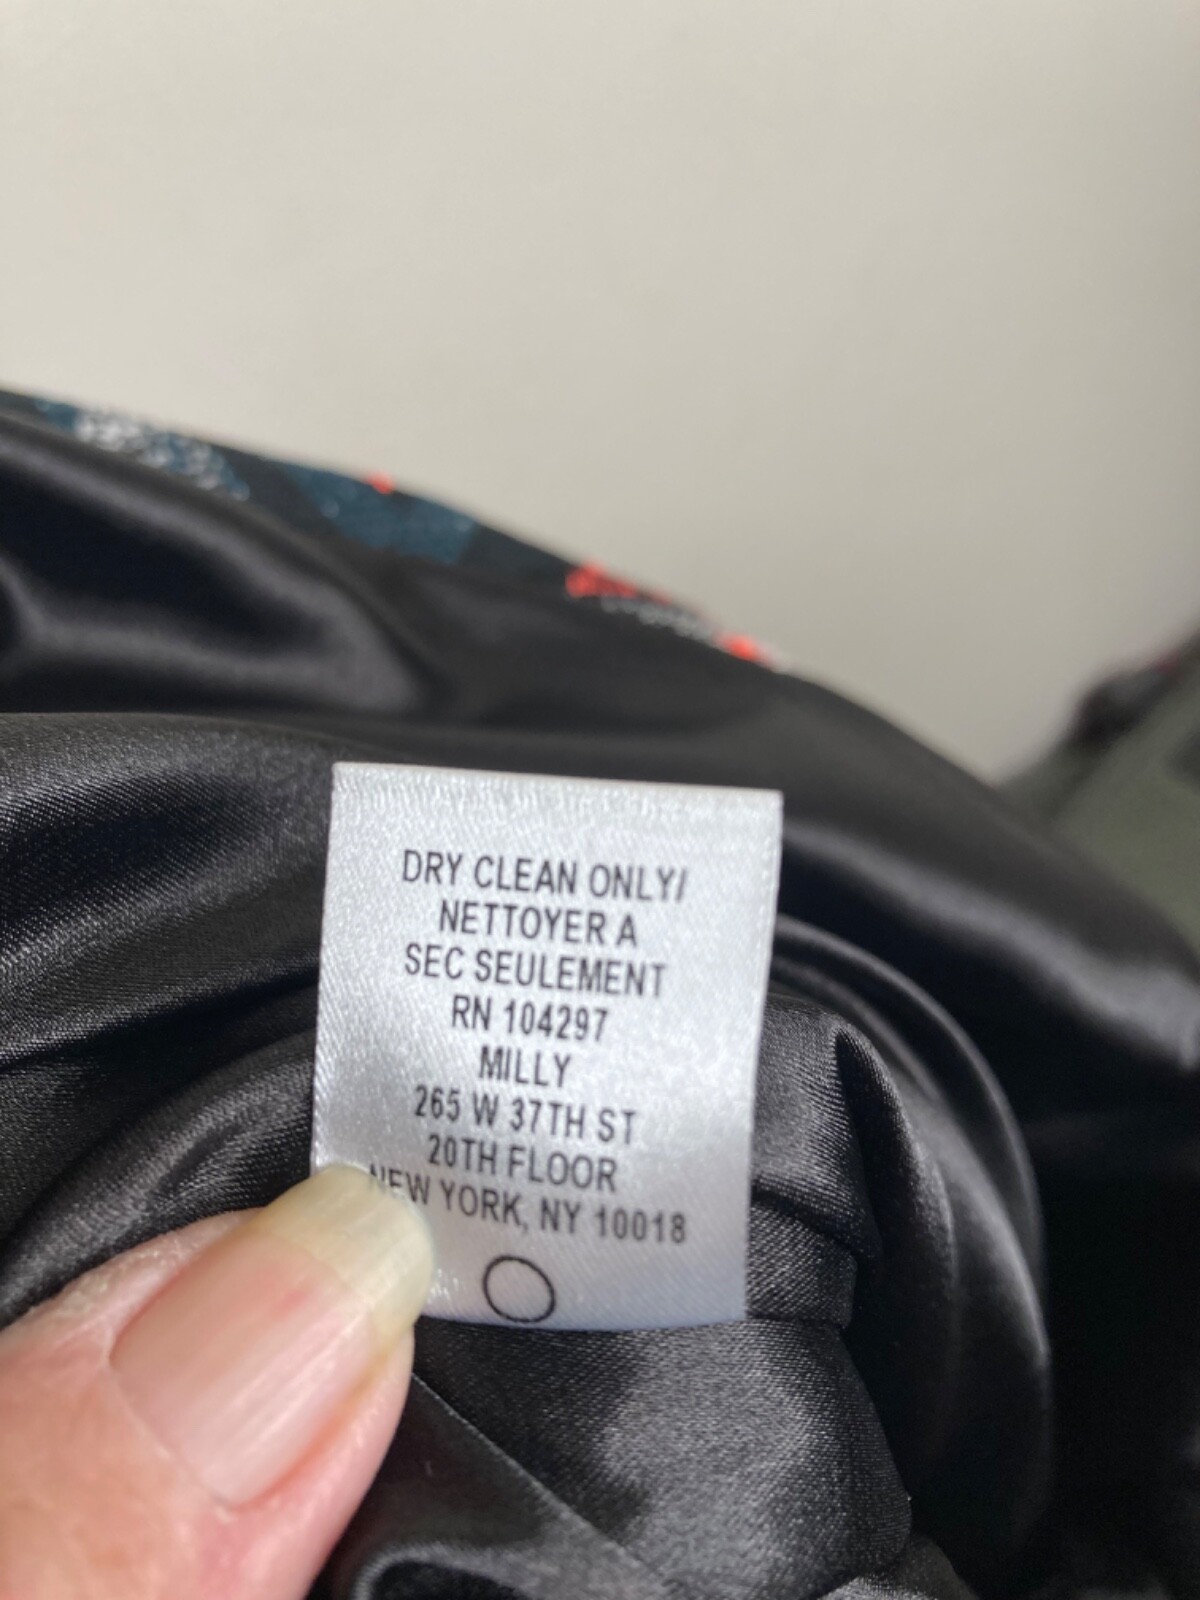 DRY CLEAN ONLY/
NETTOYER A
SEC SEULEMENT
RN 104297
MILLY
265 W 37TH ST
20TH FLOOR
NEW YORK, NY 10018